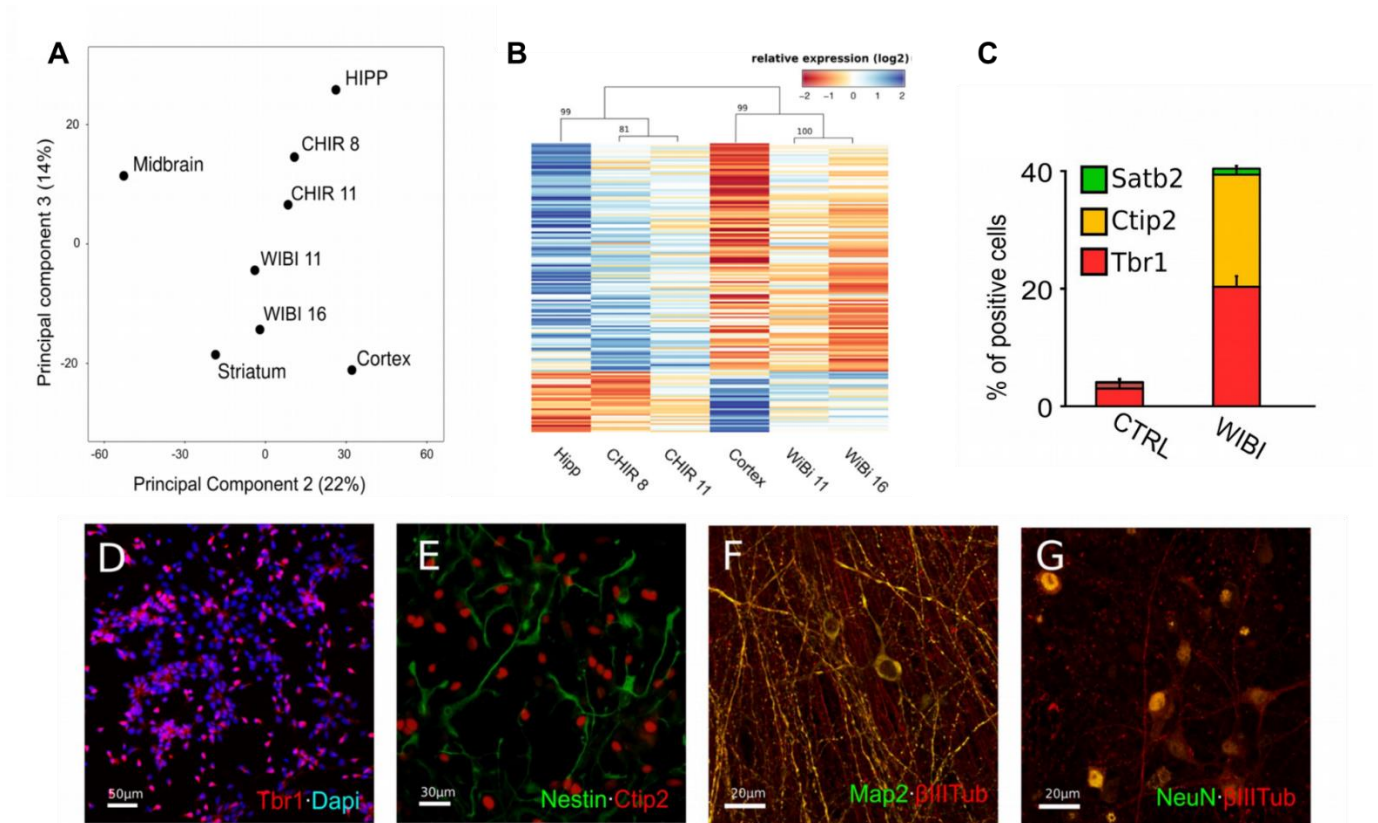 A
Principal component 3 (14%)
20
0
-20
HIPP
CHIR 8
Midbrain
CHIR 11
WIBI 11
WIBI 16
Striatum
Cortex
-60
-30
0
30
60
Principal Component 2 (22%)
B
relative expression (log2)
-2 -1 0 1 2
99
81
99
100
Hipp
CHIR 8
CHIR 11
Cortex
WiBi 11
WiBi 16
C
% of positive cells
40
20
0
Satb2
Ctip2
Tbr1
CTRL
WIBI
D
50μm
Tbr1·Dapi
E
30μm
Nestin·Ctip2
F
20μm
Map2·βIIITub
G
20μm
NeuN·βIIITub